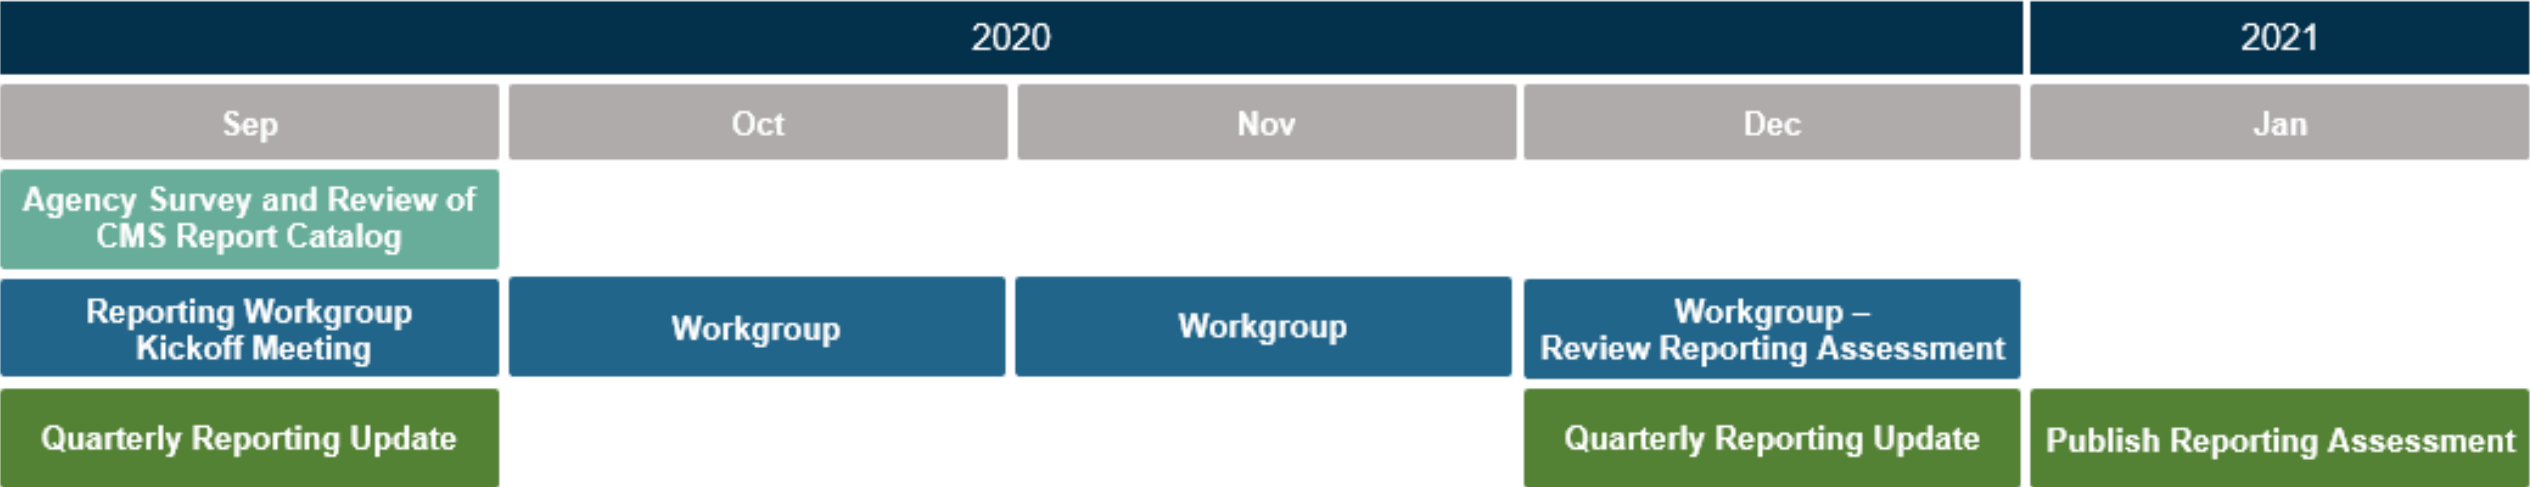 2020
2021
Sep
Oct
Nov
Dec
Jan
Agency Survey and Review of
CMS Report Catalog
Reporting Workgroup
Kickoff Meeting
Workgroup
Workgroup
Workgroup –
Review Reporting Assessment
Quarterly Reporting Update
Quarterly Reporting Update
Publish Reporting Assessment